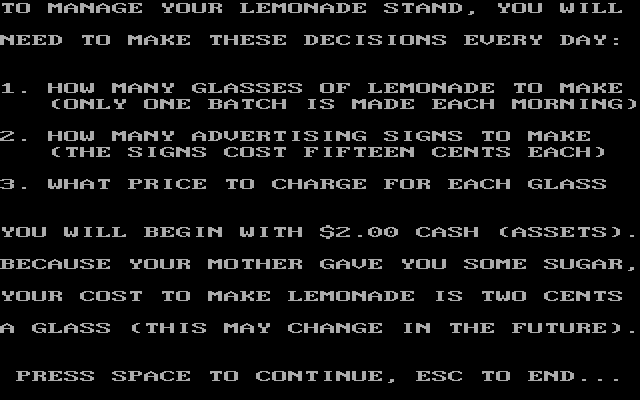 TO MANAGE YOUR LEMONADE STAND, YOU WILL
NEED TO MAKE THESE DECISIONS EVERY DAY:
1. HOW MANY GLASSES OF LEMONADE TO MAKE
(ONLY ONE BATCH IS MADE EACH MORNING)
2. HOW MANY ADVERTISING SIGNS TO MAKE
(THE SIGNS COST FIFTEEN CENTS EACH)
3. WHAT PRICE TO CHARGE FOR EACH GLASS
YOU WILL BEGIN WITH $2.00 CASH (ASSETS).
BECAUSE YOUR MOTHER GAVE YOU SOME SUGAR,
YOUR COST TO MAKE LEMONADE IS TWO CENTS
A GLASS (THIS MAY CHANGE IN THE FUTURE).
PRESS SPACE TO CONTINUE, ESC TO END...